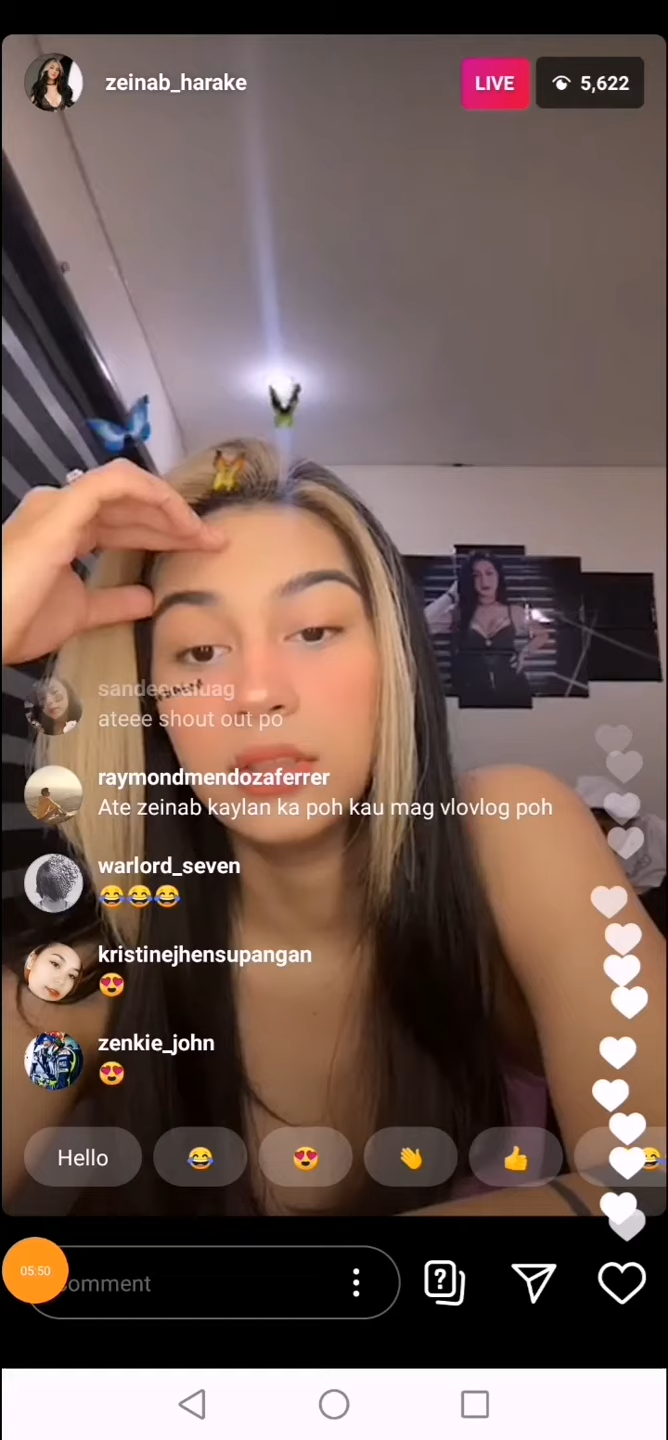 zeinab_harake
LIVE
5,622
sandeecaluag
ateee shout out po
raymondmendozaferrer
Ate zeinab kaylan ka poh kau mag vlovlog poh
warlord_seven
😂😂😂
kristinejhensupangan
😍
zenkie_john
😍
Hello
05:50
omment